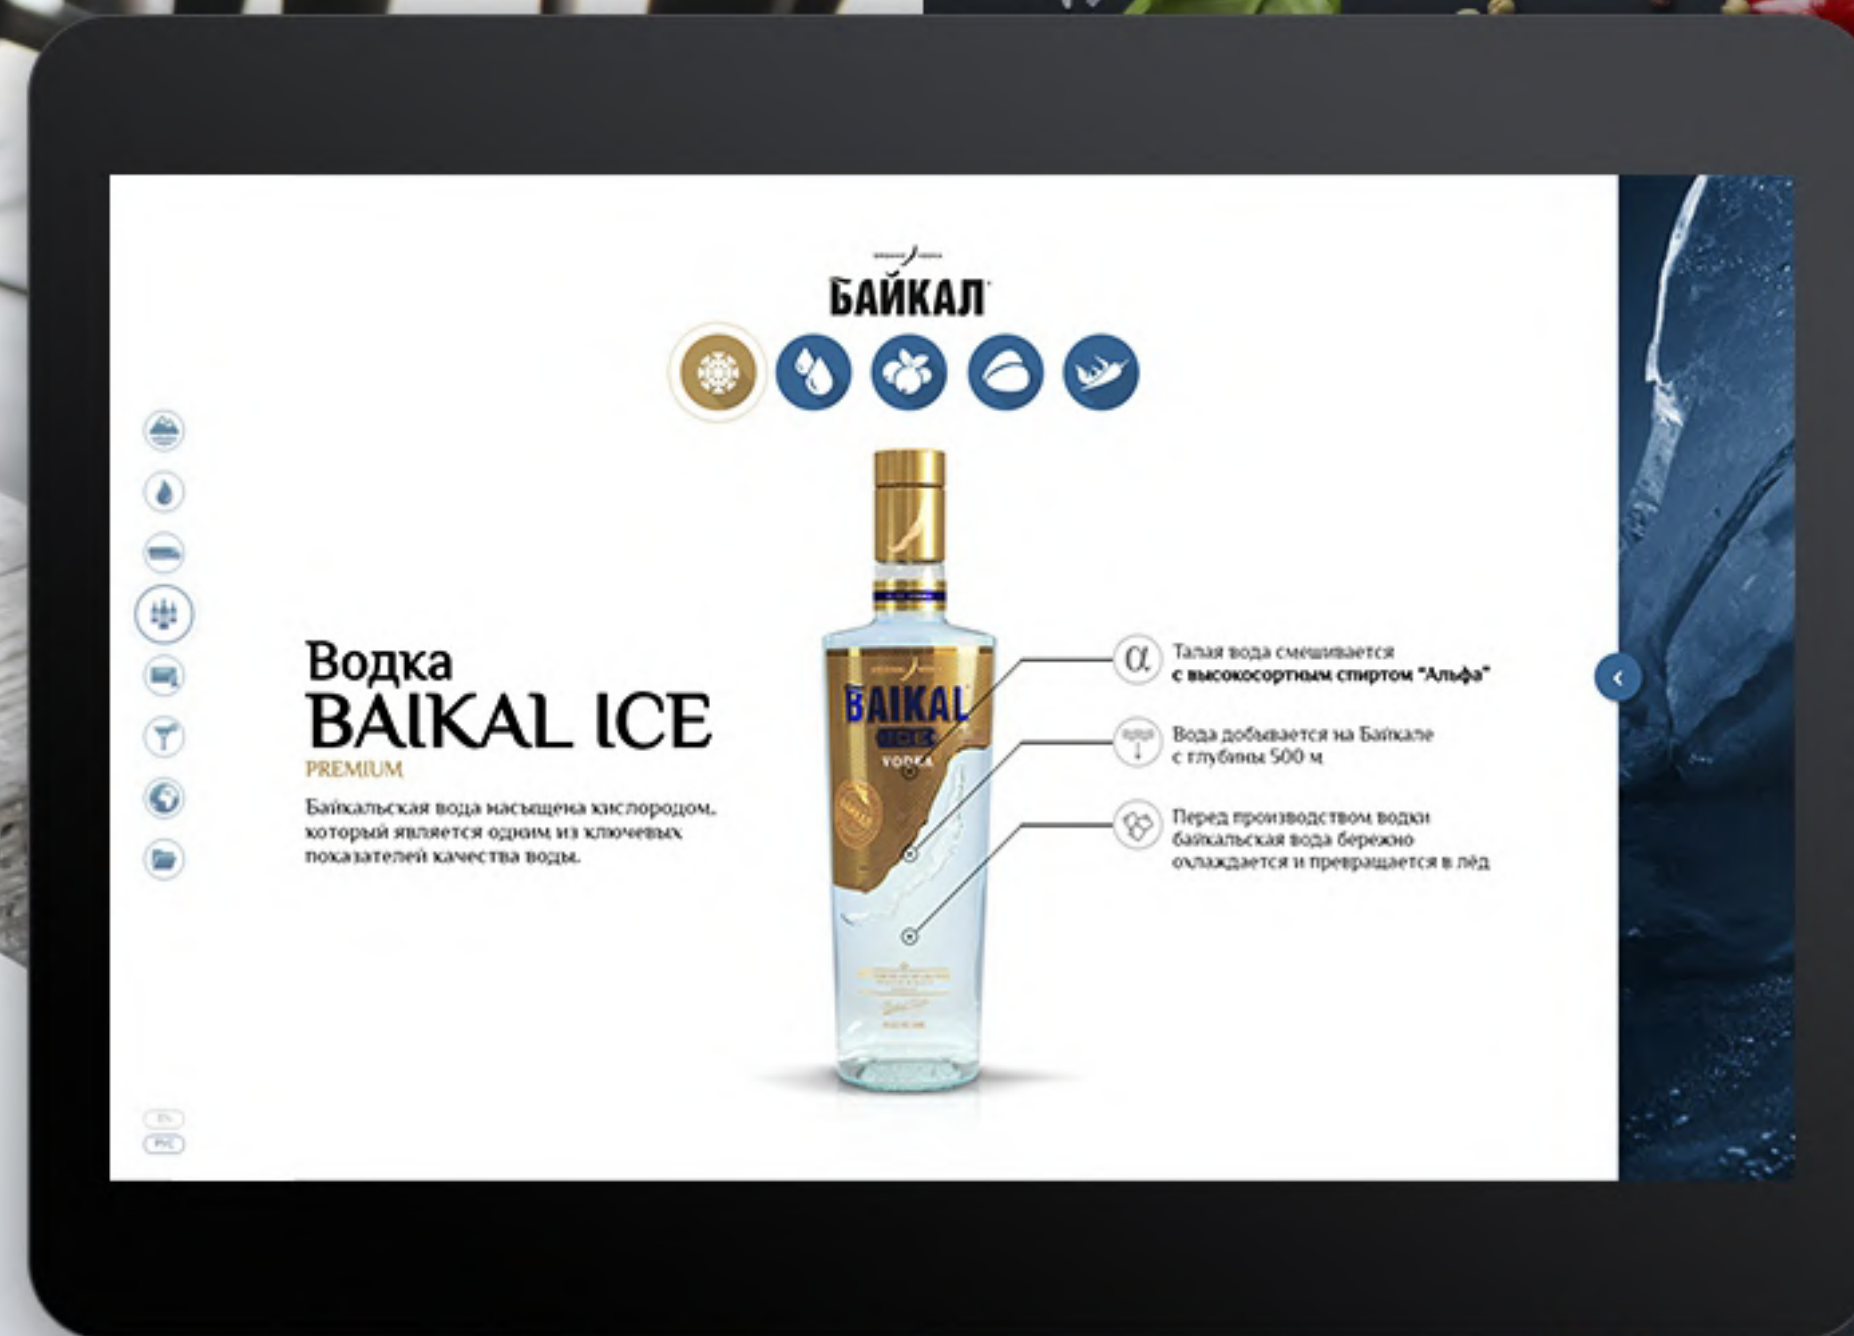 БАЙКАЛ
Водка
BAIKAL ICE
PREMIUM
Байкальская вода насыщена кислородом,
который является одним из ключевых
показателей качества воды.
BAIKAL
ICE
VODKA
α
Талая вода смешивается
с высокосортным спиртом "Альфа"
Вода добывается на Байкале
с глубины 500 м
Перед производством водки
байкальская вода бережно
охлаждается и превращается в лёд
EN
РУС